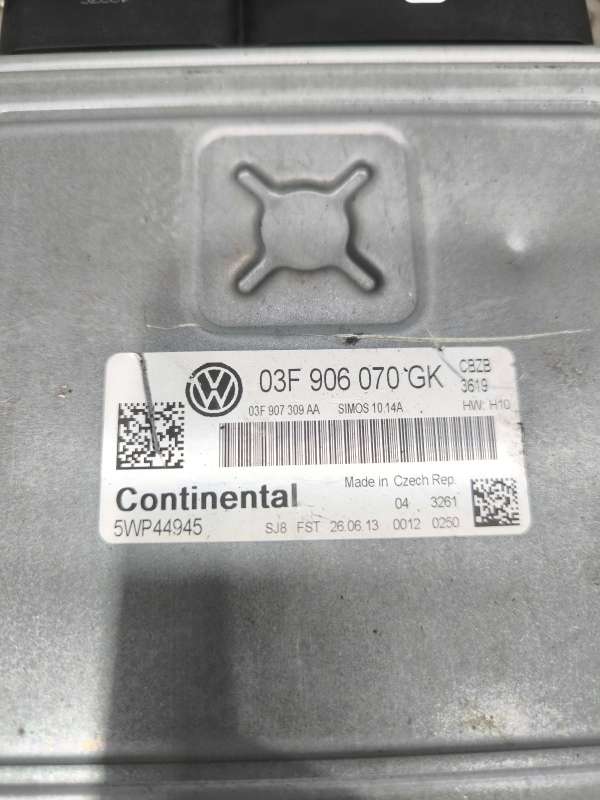 VW 03F 906 070 GK CBZB
3619
03F 907 309 AA SIMOS 10.14A HW: H10
Continental Made in Czech Rep.
04 3261
5WP44945 SJ8 FST 26.06.13 0012 0250